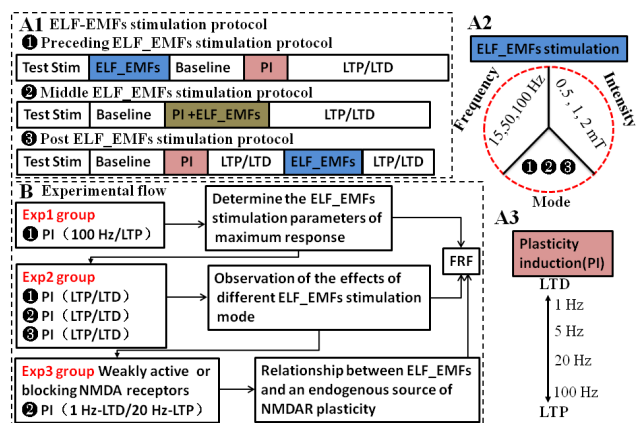 A1 ELF-EMFs stimulation protocol
❶ Preceding ELF_EMFs stimulation protocol
Test Stim ELF_EMFs Baseline PI LTP/LTD
❷ Middle ELF_EMFs stimulation protocol
Test Stim Baseline PI +ELF_EMFs LTP/LTD
❸ Post ELF_EMFs stimulation protocol
Test Stim Baseline PI LTP/LTD ELF_EMFs LTP/LTD
A2
ELF_EMFs stimulation
Frequency
15,50,100 Hz
Intensity
0.5 , 1, 2 mT
❶ ❷ ❸
Mode
B Experimental flow
Exp1 group
❶ PI（100 Hz/LTP）
Determine the ELF_EMFs
stimulation parameters of
maximum response
FRF
Exp2 group
❶ PI（LTP/LTD）
❷ PI（LTP/LTD）
❸ PI（LTP/LTD）
Observation of the effects of
different ELF_EMFs stimulation
mode
Exp3 group Weakly active or
blocking NMDA receptors
❷ PI（1 Hz-LTD/20 Hz-LTP）
Relationship between ELF_EMFs
and an endogenous source of
NMDAR plasticity
A3
Plasticity
induction(PI)
LTD
1 Hz
5 Hz
20 Hz
100 Hz
LTP